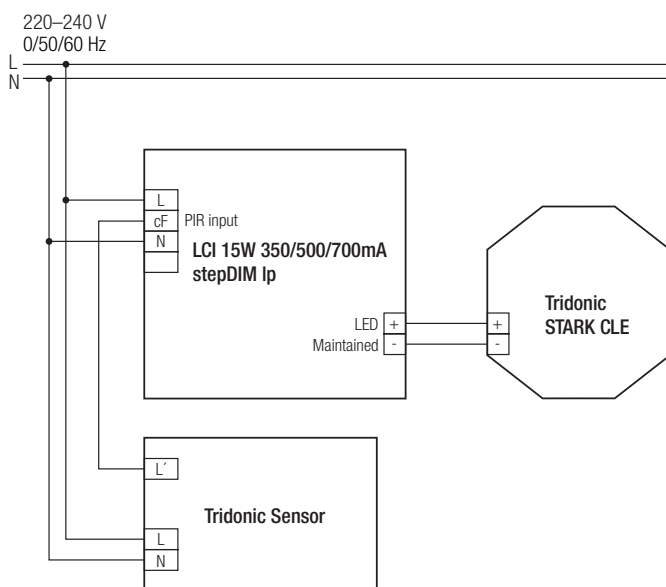 220–240 V
0/50/60 Hz
L
N
L
cF PIR input
N
LCI 15W 350/500/700mA
stepDIM lp
LED +
Maintained -
+
-
Tridonic
STARK CLE
L´
Tridonic Sensor
L
N